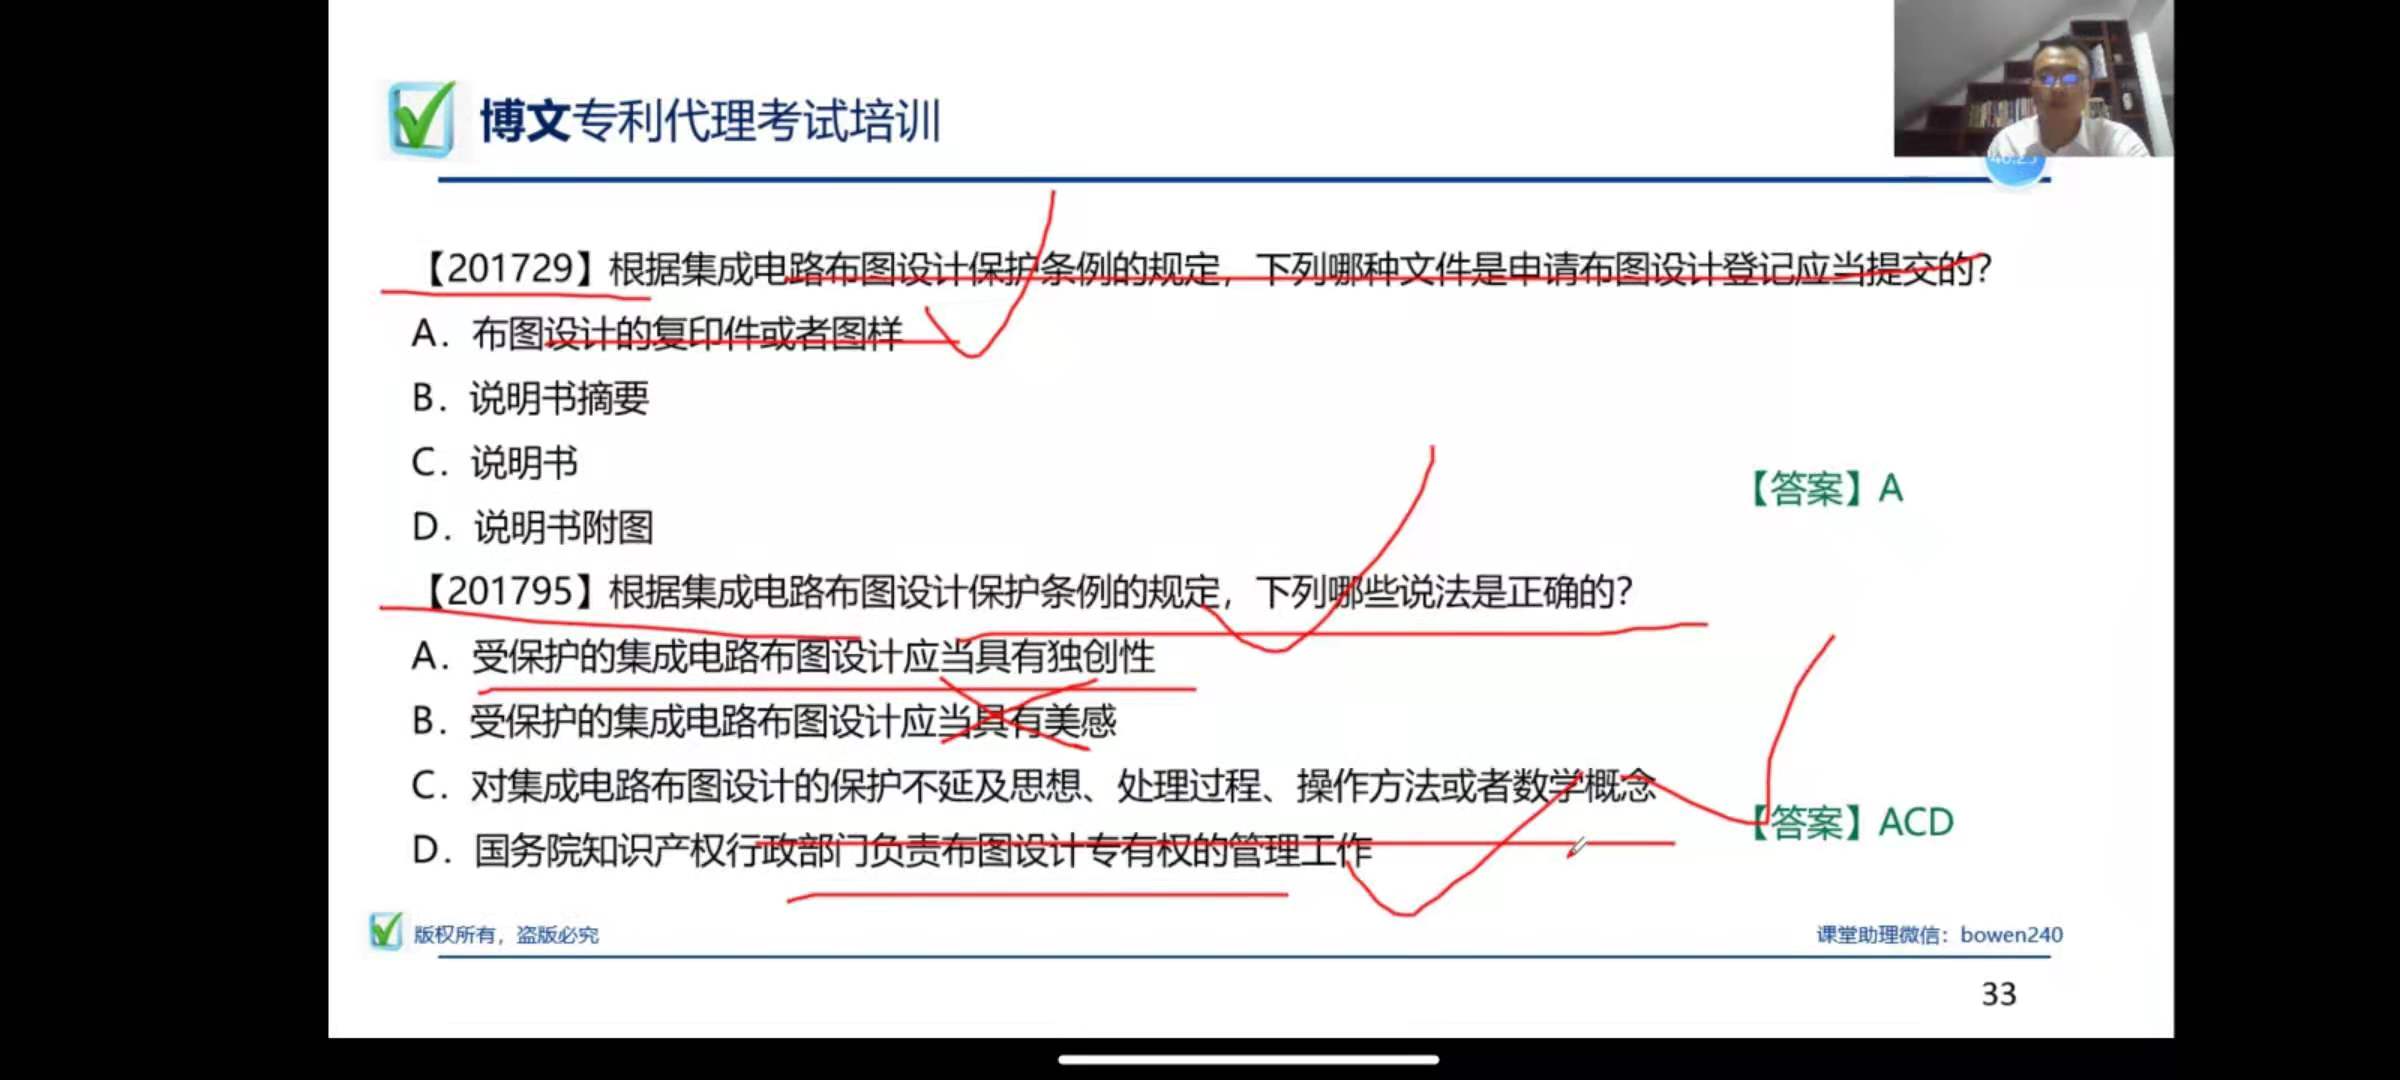 博文专利代理考试培训
【201729】根据集成电路布图设计保护条例的规定，下列哪种文件是申请布图设计登记应当提交的？
A．布图设计的复印件或者图样
B．说明书摘要
C．说明书
D．说明书附图
【答案】A
【201795】根据集成电路布图设计保护条例的规定，下列哪些说法是正确的？
A．受保护的集成电路布图设计应当具有独创性
B．受保护的集成电路布图设计应当具有美感
C．对集成电路布图设计的保护不延及思想、处理过程、操作方法或者数学概念
D．国务院知识产权行政部门负责布图设计专有权的管理工作
【答案】ACD
版权所有，盗版必究
课堂助理微信：bowen240
33